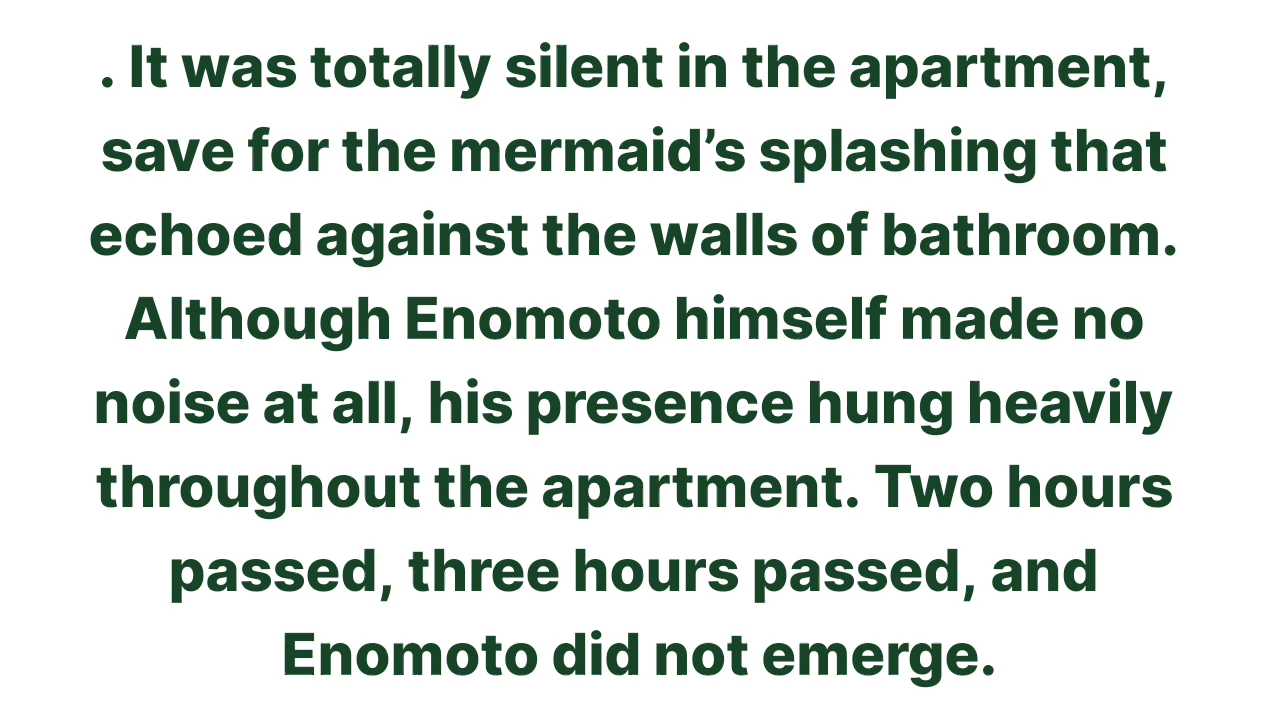 . It was totally silent in the apartment,
save for the mermaid’s splashing that
echoed against the walls of bathroom.
Although Enomoto himself made no
noise at all, his presence hung heavily
throughout the apartment. Two hours
passed, three hours passed, and
Enomoto did not emerge.